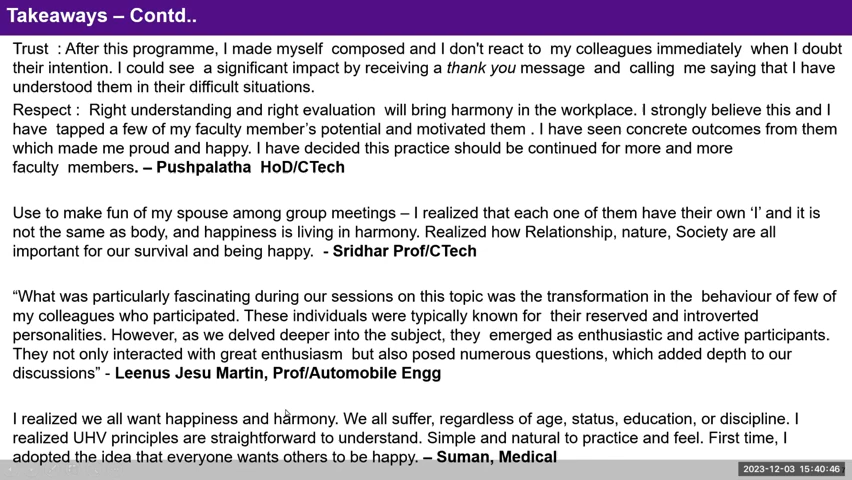 Takeaways – Contd..
Trust : After this programme, I made myself composed and I don't react to my colleagues immediately when I doubt
their intention. I could see a significant impact by receiving a thank you message and calling me saying that I have
understood them in their difficult situations.
Respect : Right understanding and right evaluation will bring harmony in the workplace. I strongly believe this and I
have tapped a few of my faculty member's potential and motivated them . I have seen concrete outcomes from them
which made me proud and happy. I have decided this practice should be continued for more and more
faculty members. – Pushpalatha HoD/CTech
Use to make fun of my spouse among group meetings – I realized that each one of them have their own 'I' and it is
not the same as body, and happiness is living in harmony. Realized how Relationship, nature, Society are all
important for our survival and being happy. - Sridhar Prof/CTech
“What was particularly fascinating during our sessions on this topic was the transformation in the behaviour of few of
my colleagues who participated. These individuals were typically known for their reserved and introverted
personalities. However, as we delved deeper into the subject, they emerged as enthusiastic and active participants.
They not only interacted with great enthusiasm but also posed numerous questions, which added depth to our
discussions” - Leenus Jesu Martin, Prof/Automobile Engg
I realized we all want happiness and harmony. We all suffer, regardless of age, status, education, or discipline. I
realized UHV principles are straightforward to understand. Simple and natural to practice and feel. First time, I
adopted the idea that everyone wants others to be happy. – Suman, Medical
2023-12-03 15:40:46